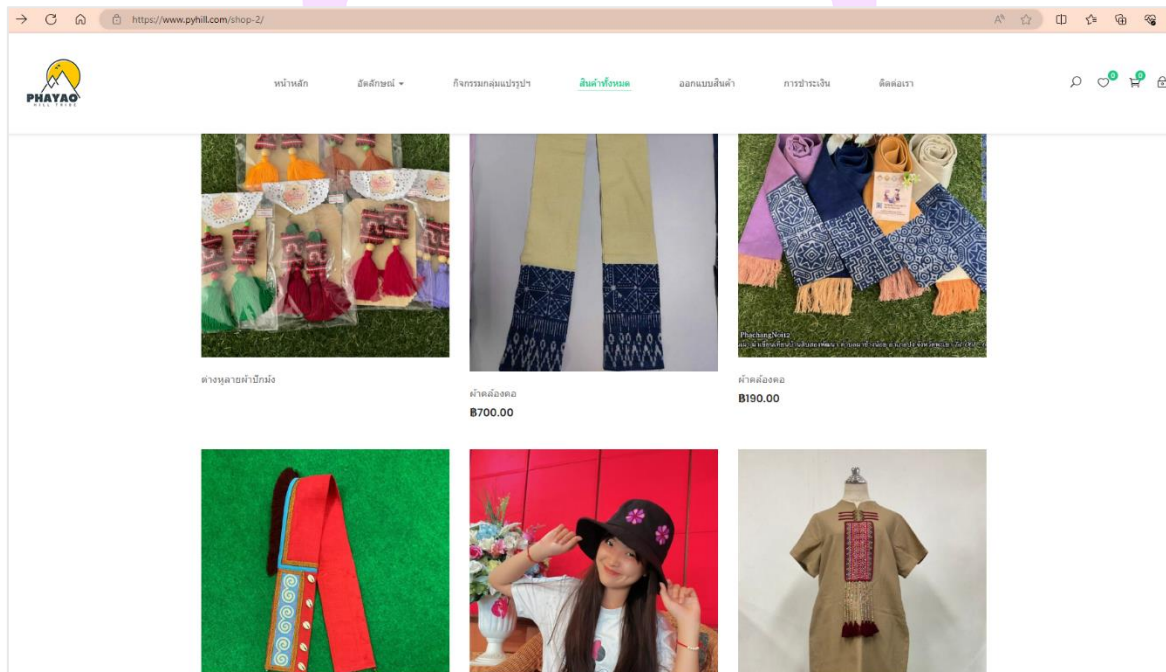 https://www.pyhill.com/shop-2/
PHAYAO
HILL TRIBE
หน้าหลัก
อัตลักษณ์
กิจกรรมกลุ่มแปรรูปฯ
สินค้าทั้งหมด
ออกแบบสินค้า
การชำระเงิน
ติดต่อเรา
0
0
PhachangNoi12
ต่างหูลายผ้าปักม้ง
ผ้าคล้องคอ
฿700.00
ผ้าคล้องคอ
฿190.00